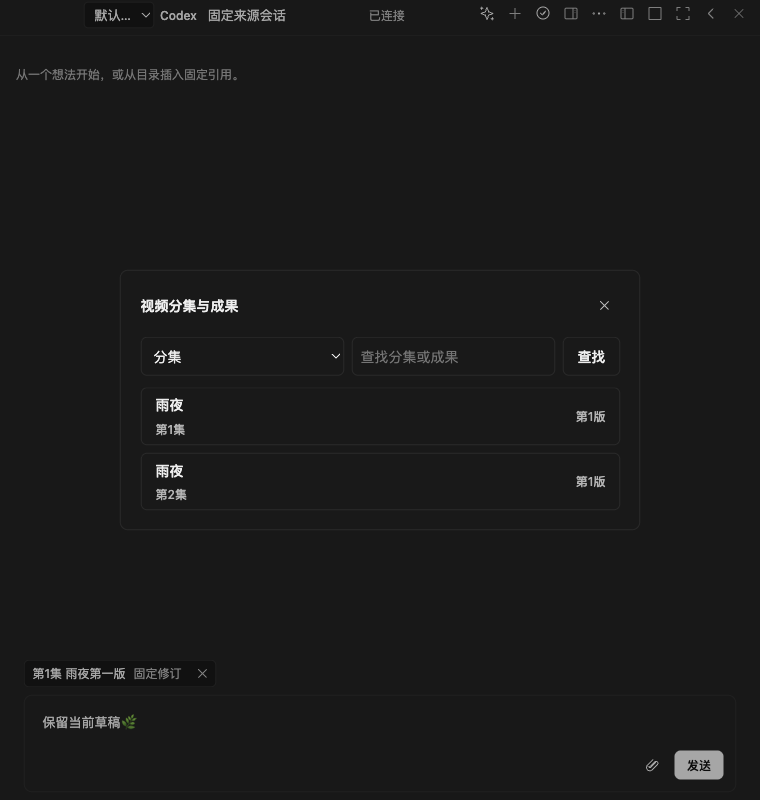 默认... Codex 固定来源会话 已连接
从一个想法开始，或从目录插入固定引用。
视频分集与成果
分集 查找分集或成果 查找
雨夜
第1集 第1版
雨夜
第2集 第1版
第1集 雨夜第一版 固定修订
保留当前草稿🌿
发送